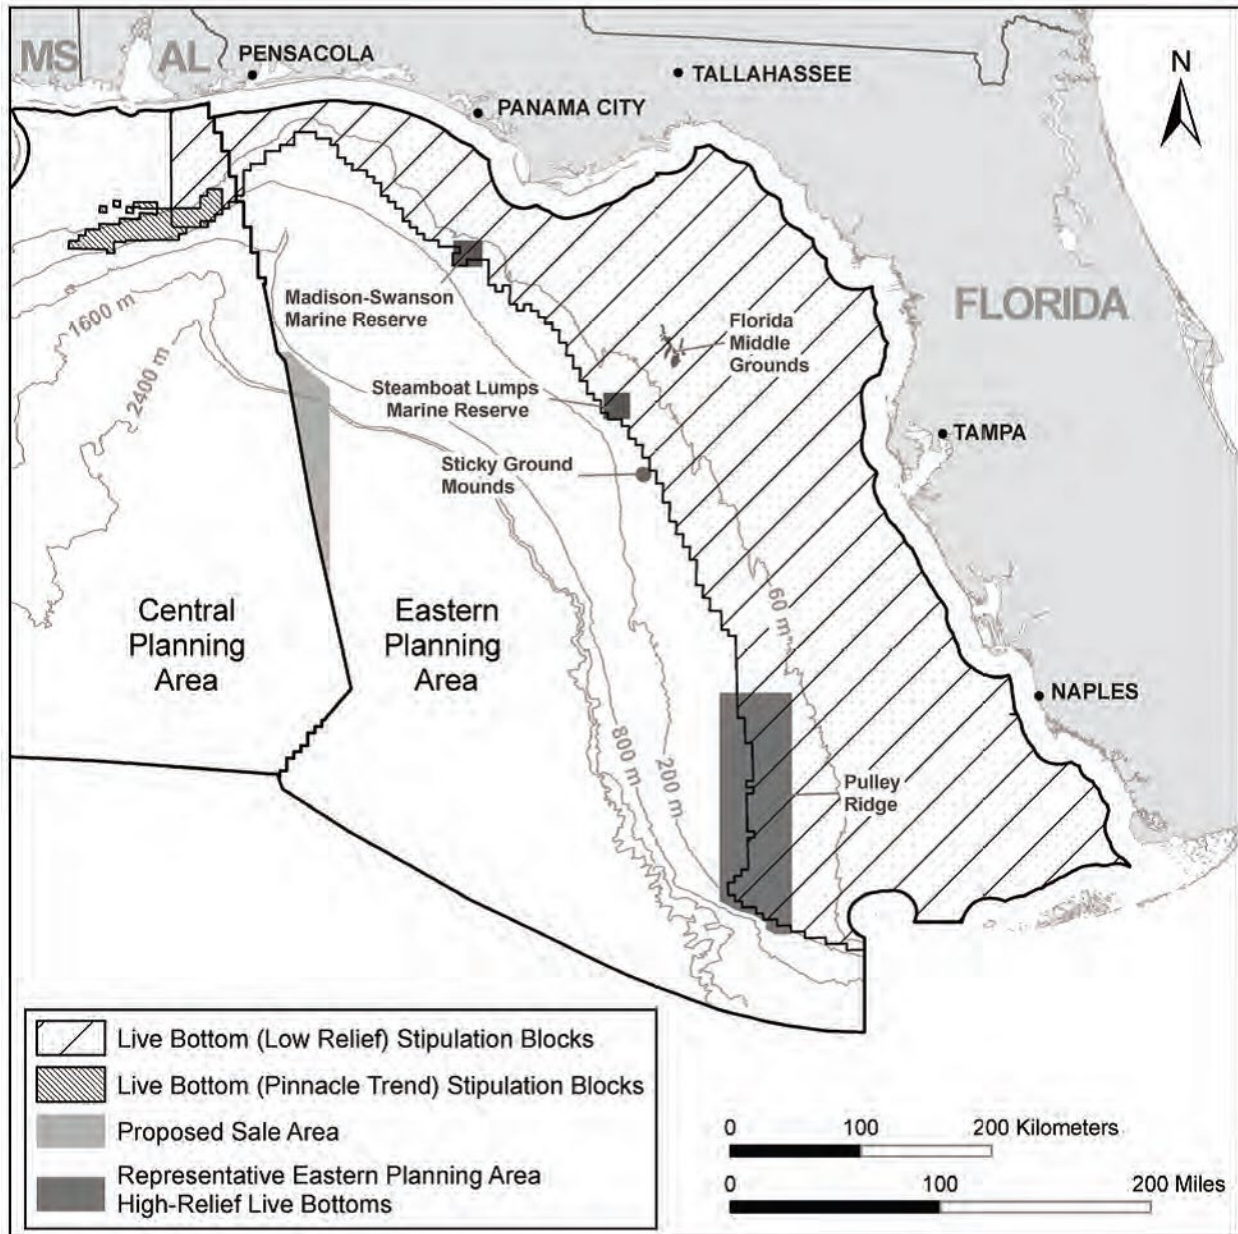 MS
AL
PENSACOLA
TALLAHASSEE
PANAMA CITY
N
Madison-Swanson
Marine Reserve
FLORIDA
Florida
Middle
Grounds
1600 m
2400 m
Steamboat Lumps
Marine Reserve
TAMPA
Sticky Ground
Mounds
Central
Planning
Area
Eastern
Planning
Area
60 m
NAPLES
800 m
200 m
Pulley
Ridge
Live Bottom (Low Relief) Stipulation Blocks
Live Bottom (Pinnacle Trend) Stipulation Blocks
Proposed Sale Area
Representative Eastern Planning Area
High-Relief Live Bottoms
0 100 200 Kilometers
0 100 200 Miles